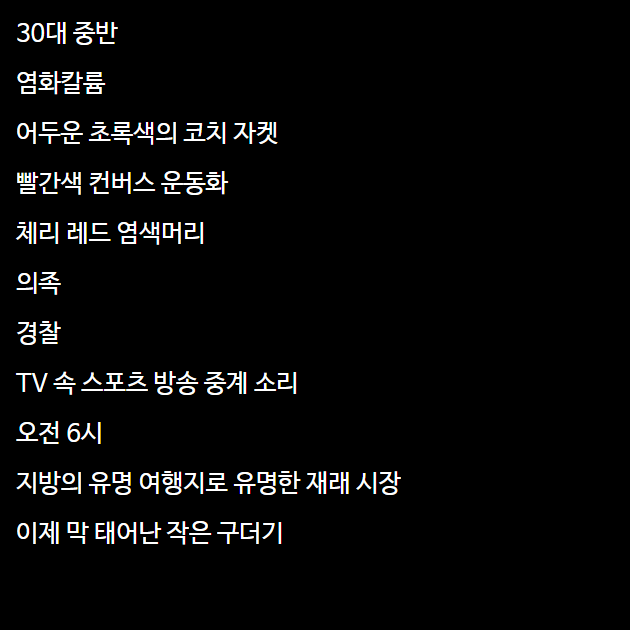 30대 중반
염화칼륨
어두운 초록색의 코치 자켓
빨간색 컨버스 운동화
체리 레드 염색머리
의족
경찰
TV 속 스포츠 방송 중계 소리
오전 6시
지방의 유명 여행지로 유명한 재래 시장
이제 막 태어난 작은 구더기